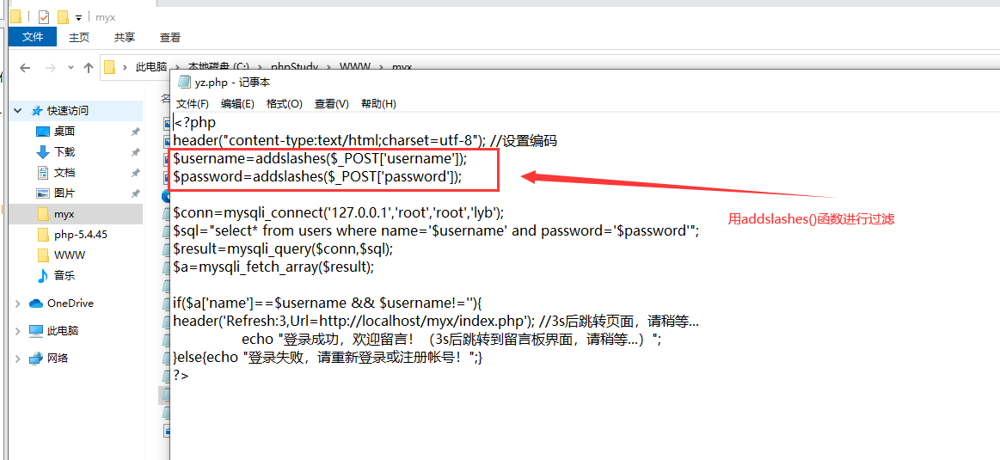 myx
文件 主页 共享 查看
此电脑 本地磁盘 (C:) phpStudy WWW myx
yz.php - 记事本
文件(F) 编辑(E) 格式(O) 查看(V) 帮助(H)
快速访问
桌面
下载
文档
图片
myx
php-5.4.45
WWW
音乐
OneDrive
此电脑
网络
<?php
header("content-type:text/html;charset=utf-8"); //设置编码
$username=addslashes($_POST['username']);
$password=addslashes($_POST['password']);
$conn=mysqli_connect('127.0.0.1','root','root','lyb');
$sql="select* from users where name='$username' and password='$password'";
$result=mysqli_query($conn,$sql);
$a=mysqli_fetch_array($result);
if($a['name']==$username && $username!=''){
header('Refresh:3,Url=http://localhost/myx/index.php'); //3s后跳转页面，请稍等...
echo "登录成功，欢迎留言！（3s后跳转到留言板界面，请稍等...）";
}else{echo "登录失败，请重新登录或注册帐号！";}
?>
用addslashes()函数进行过滤